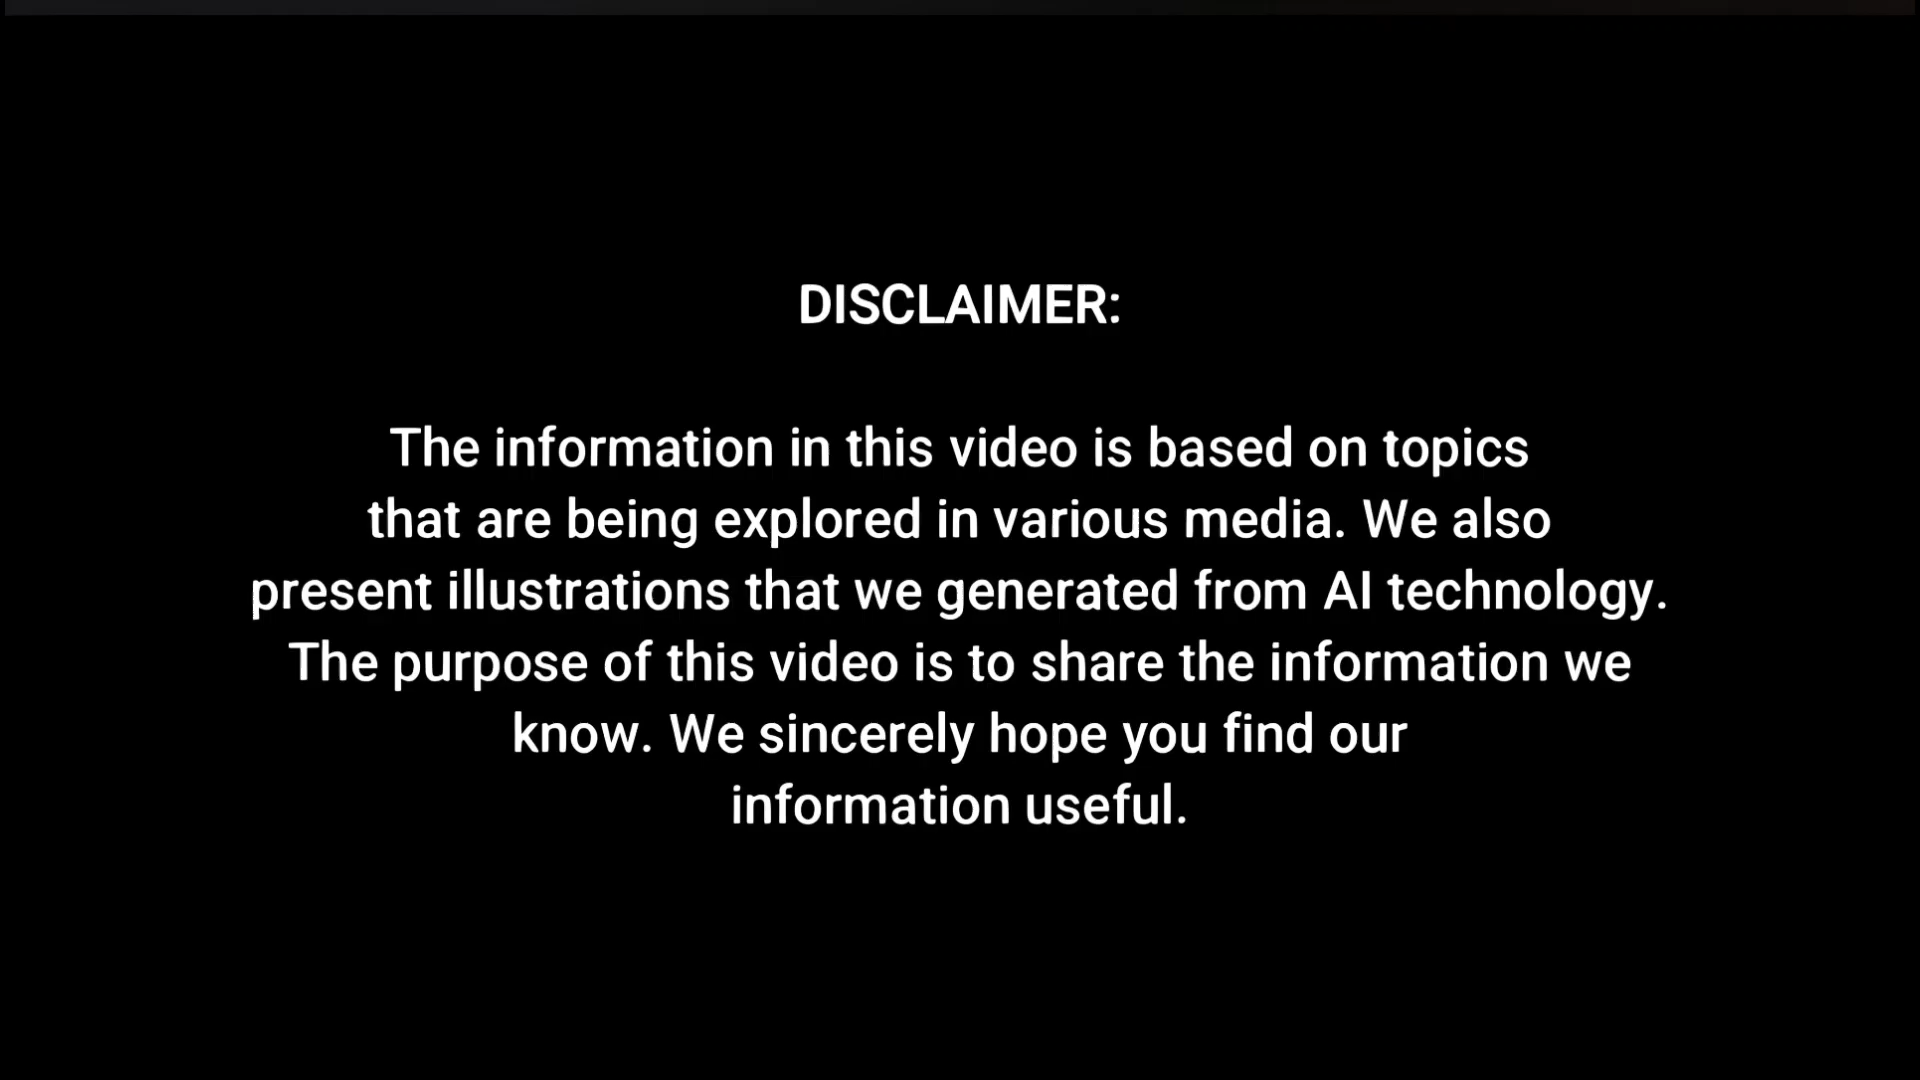 DISCLAIMER:
The information in this video is based on topics
that are being explored in various media. We also
present illustrations that we generated from AI technology.
The purpose of this video is to share the information we
know. We sincerely hope you find our
information useful.